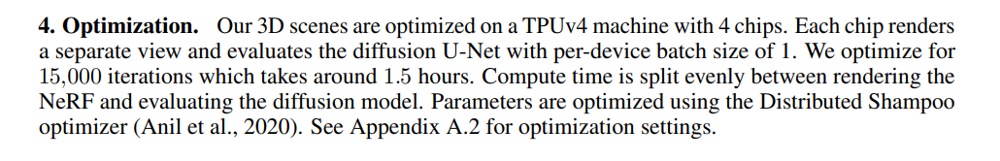 4. Optimization. Our 3D scenes are optimized on a TPUv4 machine with 4 chips. Each chip renders
a separate view and evaluates the diffusion U-Net with per-device batch size of 1. We optimize for
15,000 iterations which takes around 1.5 hours. Compute time is split evenly between rendering the
NeRF and evaluating the diffusion model. Parameters are optimized using the Distributed Shampoo
optimizer (Anil et al., 2020). See Appendix A.2 for optimization settings.